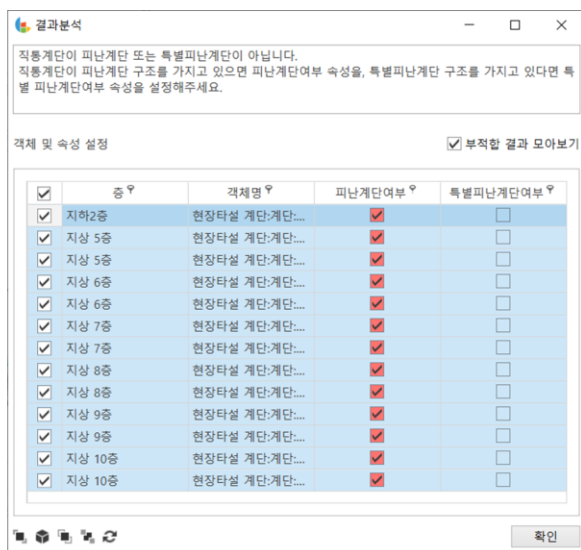 결과분석
직통계단이 피난계단 또는 특별피난계단이 아닙니다.
직통계단이 피난계단 구조를 가지고 있으면 피난계단여부 속성을, 특별피난계단 구조를 가지고 있다면 특
별 피난계단여부 속성을 설정해주세요.
객체 및 속성 설정 부적합 결과 모아보기
층 객체명 피난계단여부 특별피난계단여부
지하2층 현장타설 계단:계단:...
지상 5층 현장타설 계단:계단:...
지상 5층 현장타설 계단:계단:...
지상 6층 현장타설 계단:계단:...
지상 6층 현장타설 계단:계단:...
지상 7층 현장타설 계단:계단:...
지상 7층 현장타설 계단:계단:...
지상 8층 현장타설 계단:계단:...
지상 8층 현장타설 계단:계단:...
지상 9층 현장타설 계단:계단:...
지상 9층 현장타설 계단:계단:...
지상 10층 현장타설 계단:계단:...
지상 10층 현장타설 계단:계단:...
확인